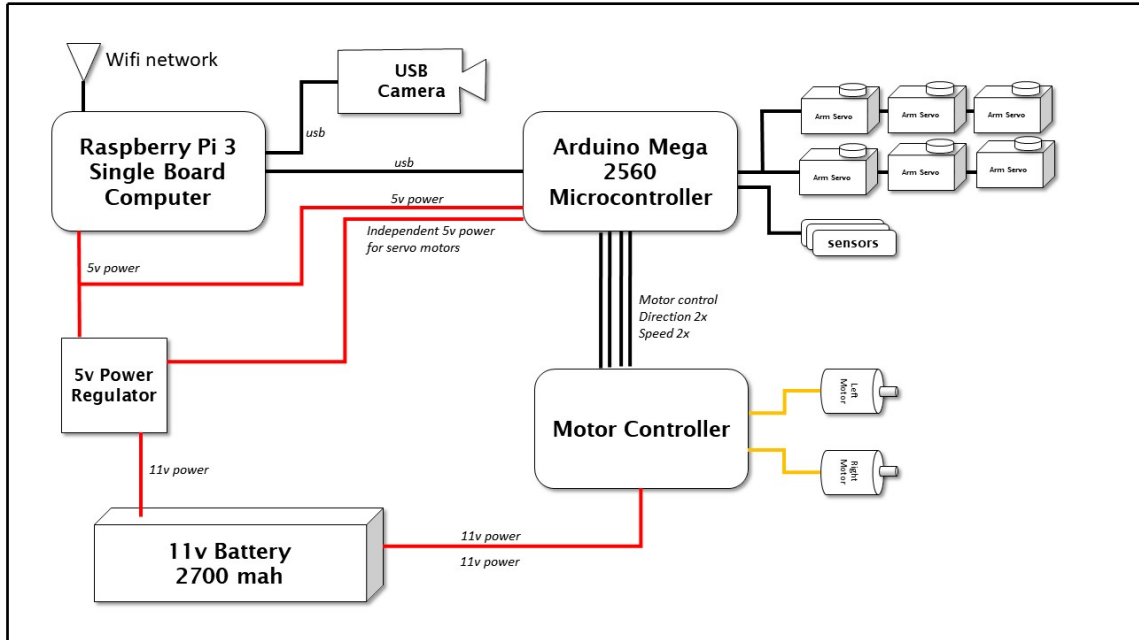 Wifi network
USB
Camera
usb
Raspberry Pi 3
Single Board
Computer
usb
Arduino Mega
2560
Microcontroller
Arm Servo
Arm Servo
Arm Servo
Arm Servo
Arm Servo
Arm Servo
sensors
5v power
Independent 5v power
for servo motors
5v power
Motor control
Direction 2x
Speed 2x
5v Power
Regulator
Motor Controller
Left
Motor
Right
Motor
11v power
11v Battery
2700 mah
11v power
11v power